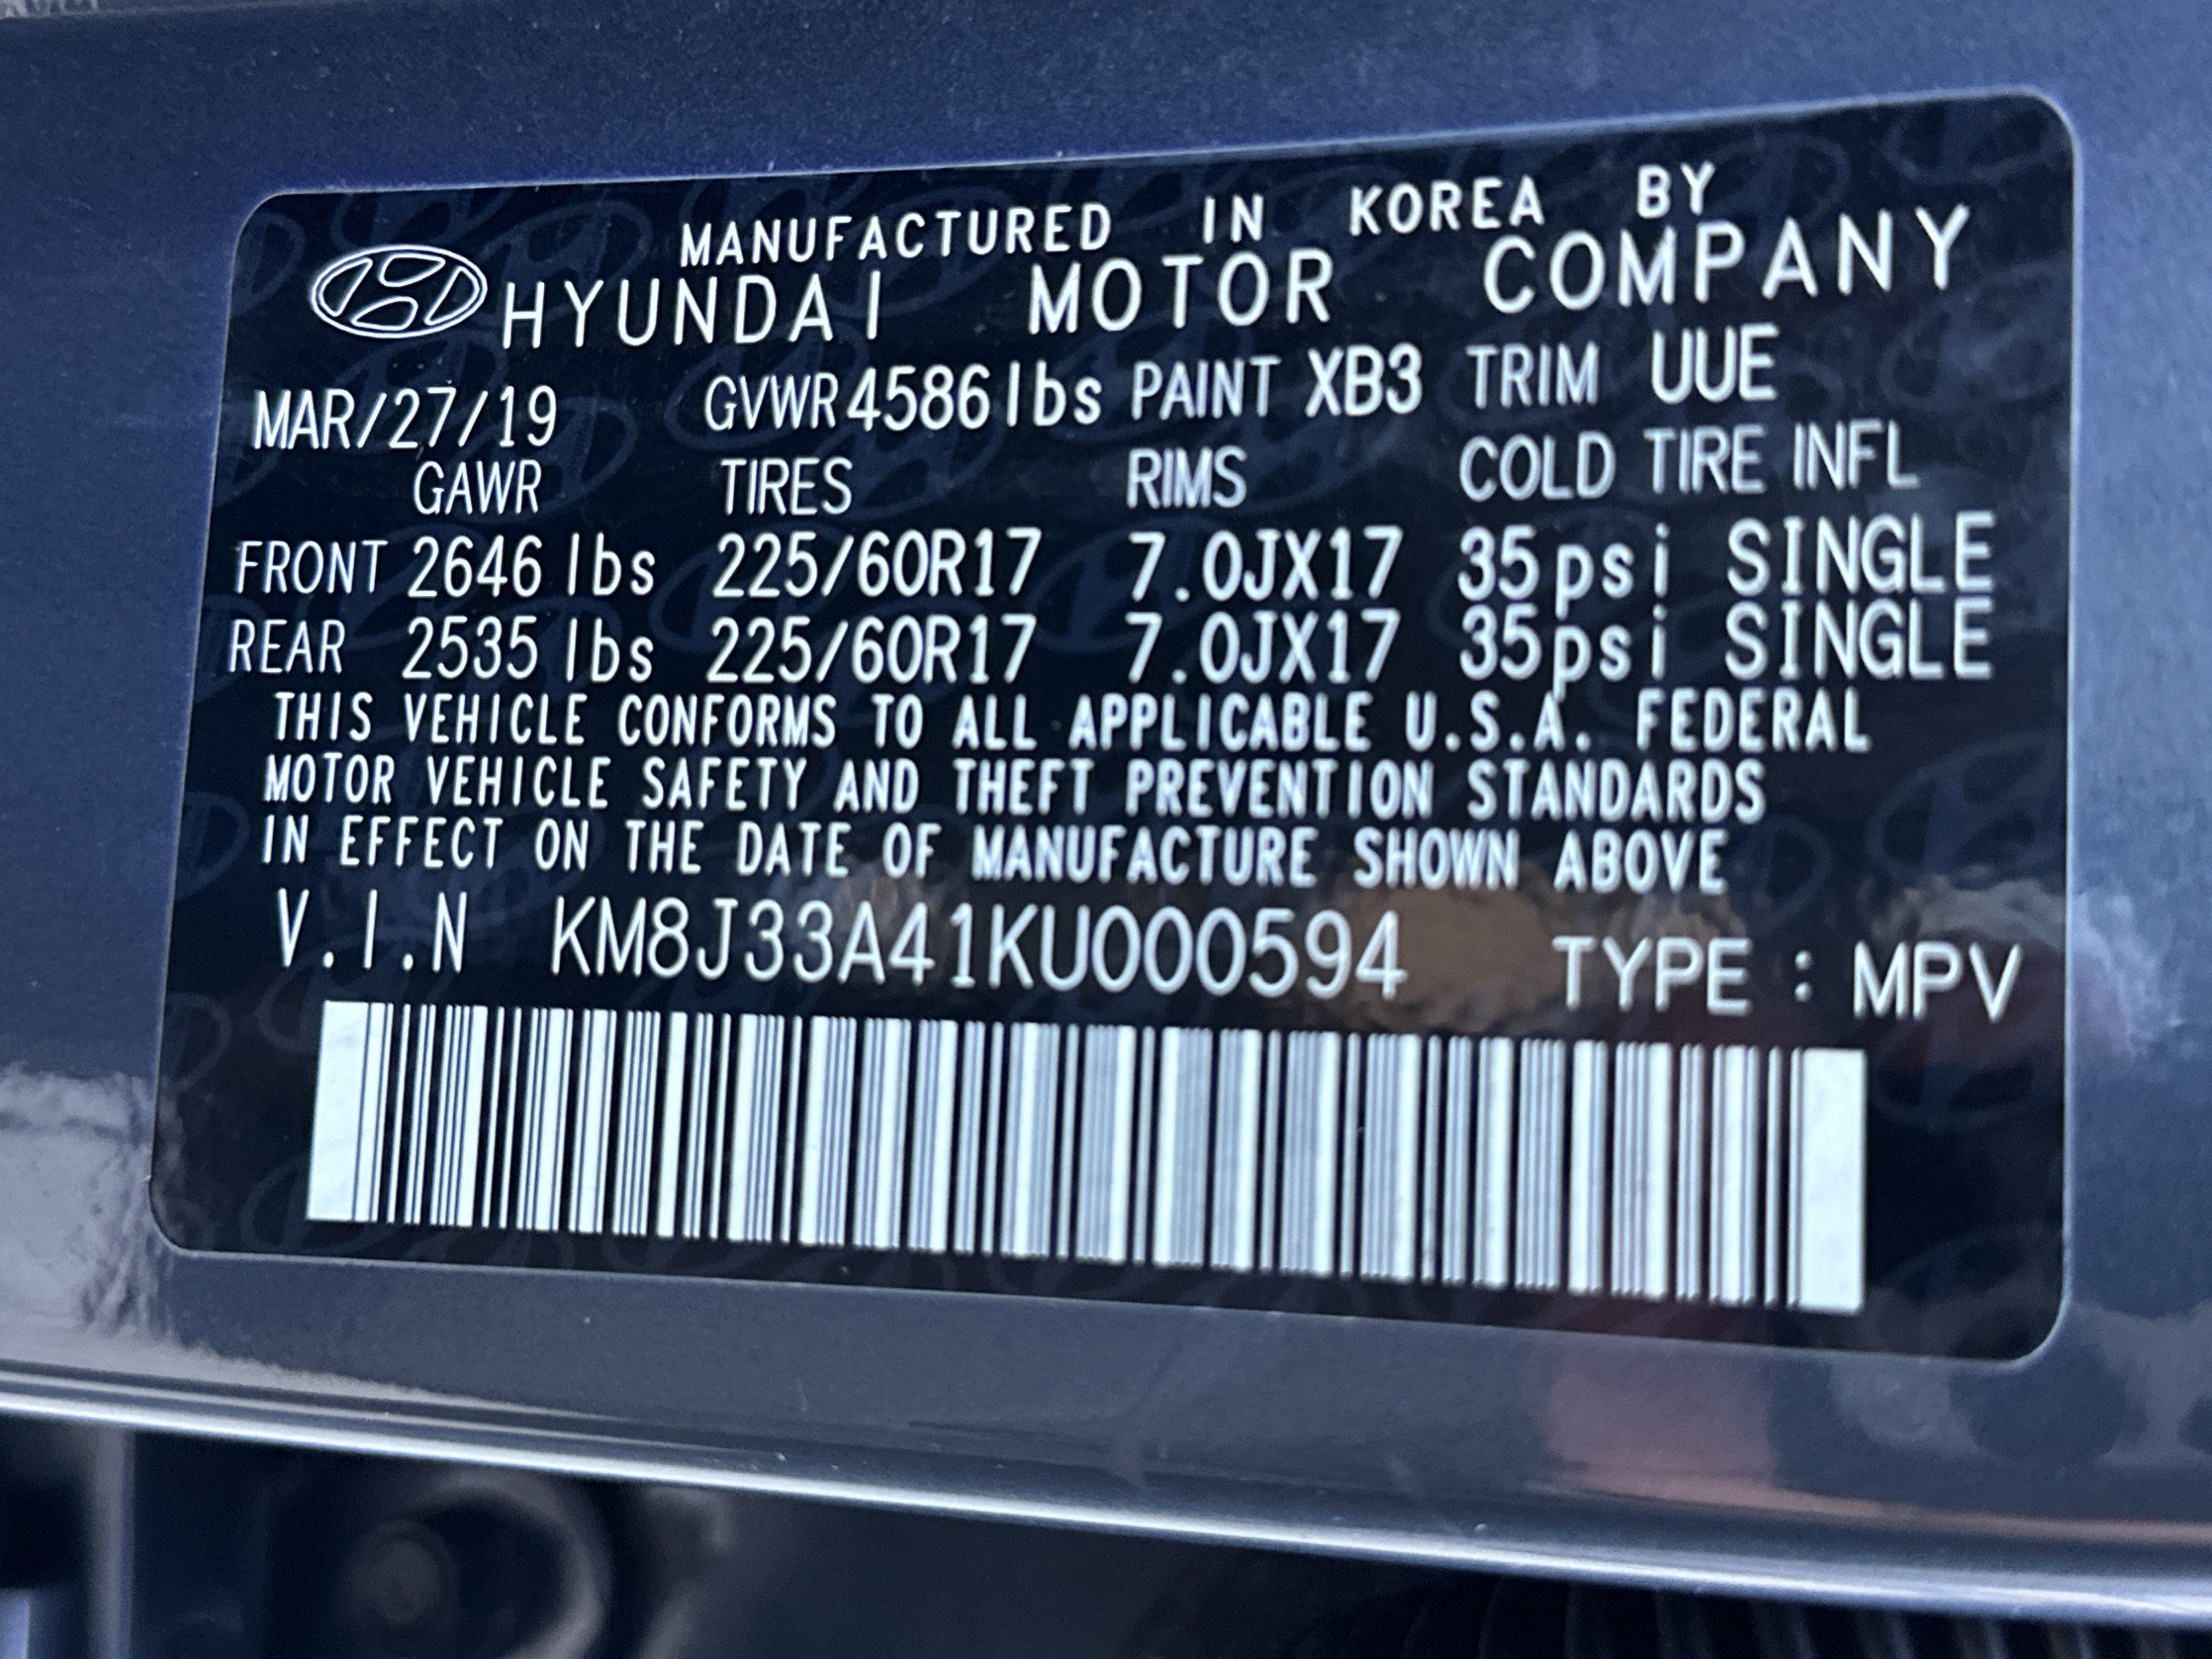 MANUFACTURED IN KOREA BY
HYUNDAI MOTOR COMPANY
MAR/27/19 GVWR 4586 lbs PAINT XB3 TRIM UUE
GAWR TIRES RIMS COLD TIRE INFL
FRONT 2646 lbs 225/60R17 7.0JX17 35psi SINGLE
REAR 2535 lbs 225/60R17 7.0JX17 35psi SINGLE
THIS VEHICLE CONFORMS TO ALL APPLICABLE U.S.A. FEDERAL
MOTOR VEHICLE SAFETY AND THEFT PREVENTION STANDARDS
IN EFFECT ON THE DATE OF MANUFACTURE SHOWN ABOVE
V.I.N KM8J33A41KU000594 TYPE : MPV